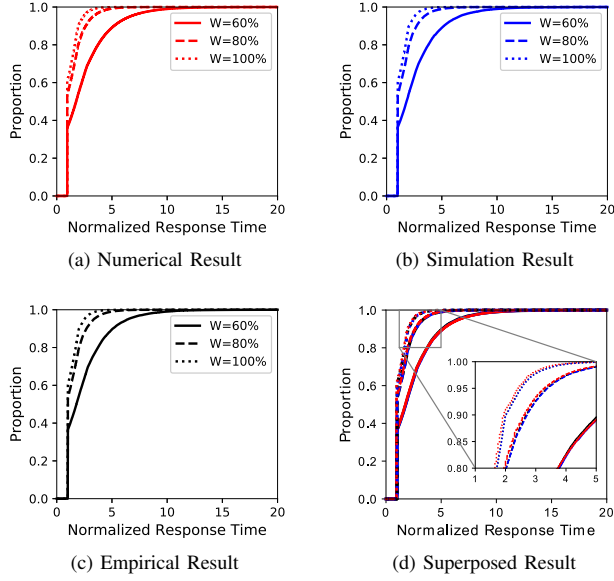 1.0
0.8
0.6
0.4
0.2
0.0
Proportion
W=60%
W=80%
W=100%
0 5 10 15 20
Normalized Response Time
(a) Numerical Result
1.0
0.8
0.6
0.4
0.2
0.0
Proportion
W=60%
W=80%
W=100%
0 5 10 15 20
Normalized Response Time
(b) Simulation Result
1.0
0.8
0.6
0.4
0.2
0.0
Proportion
W=60%
W=80%
W=100%
0 5 10 15 20
Normalized Response Time
(c) Empirical Result
1.0
0.8
0.6
0.4
0.2
0.0
Proportion
1.00
0.95
0.90
0.85
0.80
1 2 3 4 5
0 5 10 15 20
Normalized Response Time
(d) Superposed Result